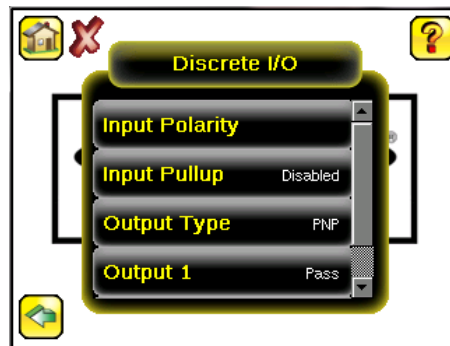 ?
Discrete I/O
Input Polarity
Input Pullup Disabled
Output Type PNP
Output 1 Pass
®